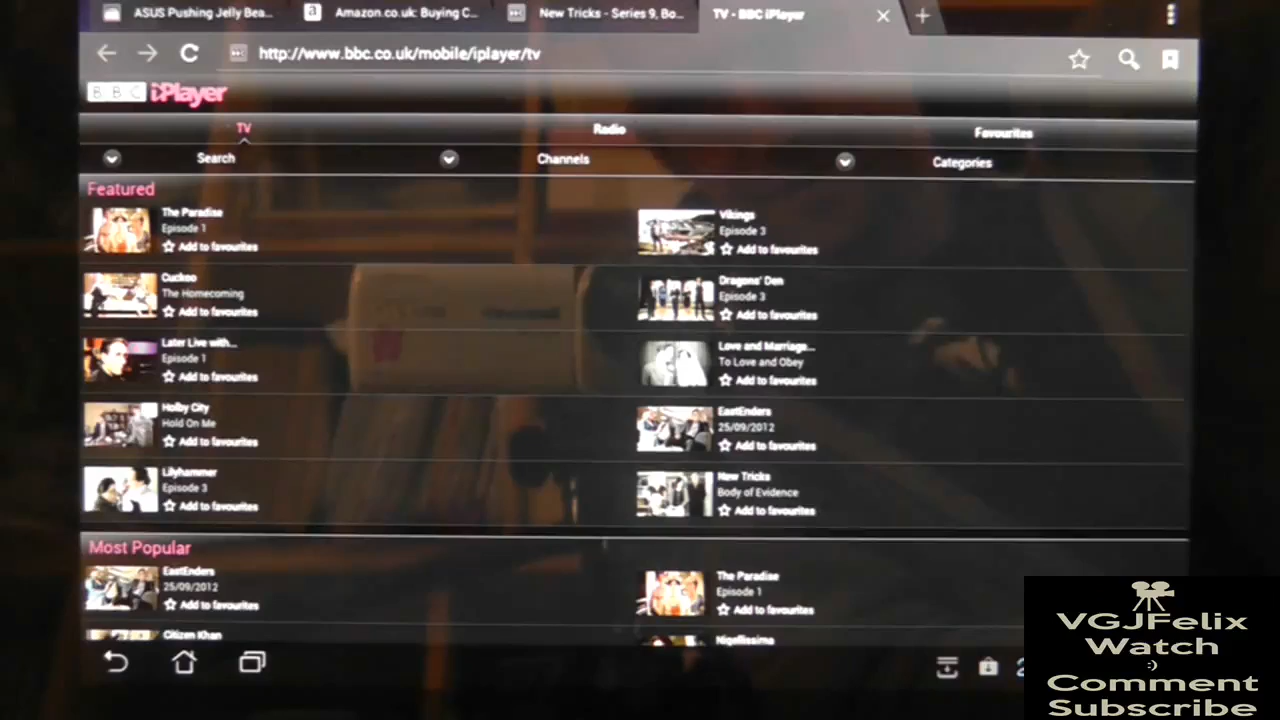 ASUS Pushing Jelly Bea...
Amazon.co.uk: Buying C...
New Tricks - Series 9, Bo...
TV - BBC iPlayer
http://www.bbc.co.uk/mobile/iplayer/tv
BBC iPlayer
TV
Radio
Favourites
Search
Channels
Categories
Featured
The Paradise
Episode 1
Add to favourites
Vikings
Episode 3
Add to favourites
Cuckoo
The Homecoming
Add to favourites
Dragons' Den
Episode 3
Add to favourites
Later Live with...
Episode 1
Add to favourites
Love and Marriage...
To Love and Obey
Add to favourites
Holby City
Hold On Me
Add to favourites
EastEnders
25/09/2012
Add to favourites
Lilyhammer
Episode 3
Add to favourites
New Tricks
Body of Evidence
Add to favourites
Most Popular
EastEnders
25/09/2012
Add to favourites
The Paradise
Episode 1
Add to favourites
Citizen Khan
Nigellissima
VGJFelix
Watch
:)
Comment
Subscribe